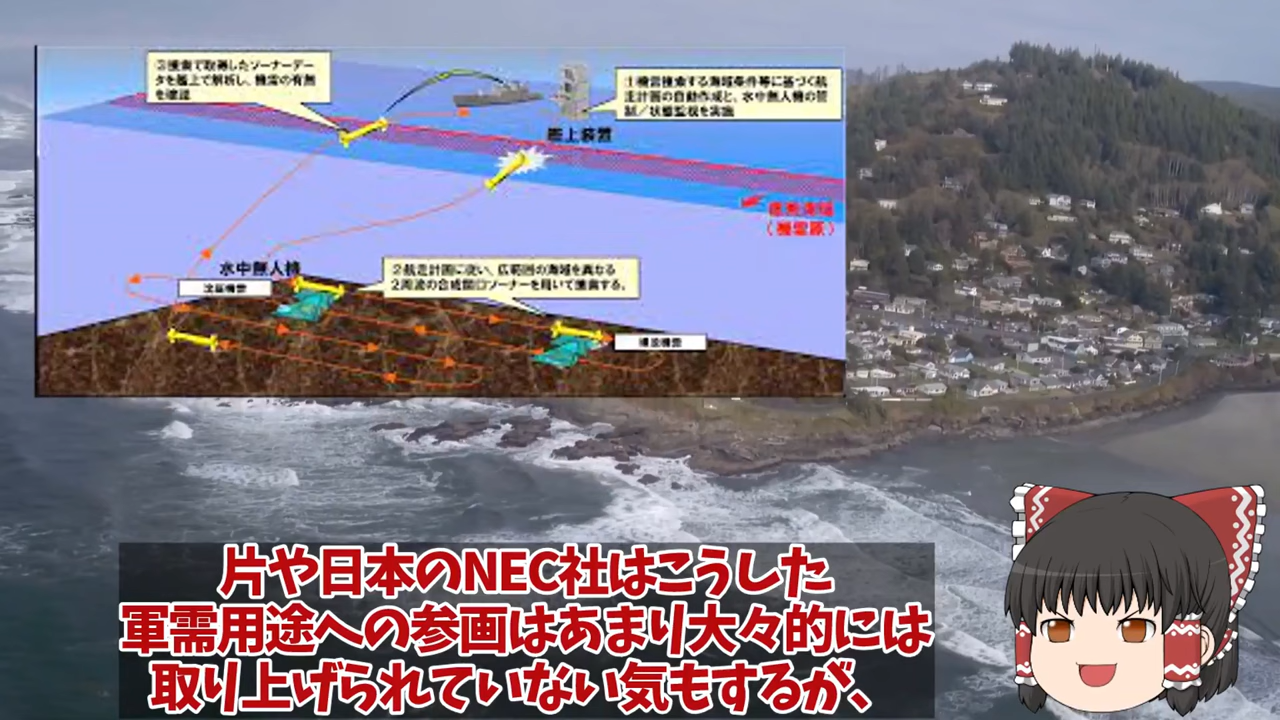 ③捜索で取得したソーナーデー
タを艦上で解析し、機雷の有無
を確認
①機雷捜索する海域条件等に基づく航
走計画の自動作成と、水中無人機の管
制／状態監視を実施
艦上装置
（機雷原）
水中無人機
②航走計画に従い、広範囲の海域を異なる
2周波の合成開口ソーナーを用いて捜索する。
片や日本のNEC社はこうした
軍需用途への参画はあまり大々的には
取り上げられていない気もするが、